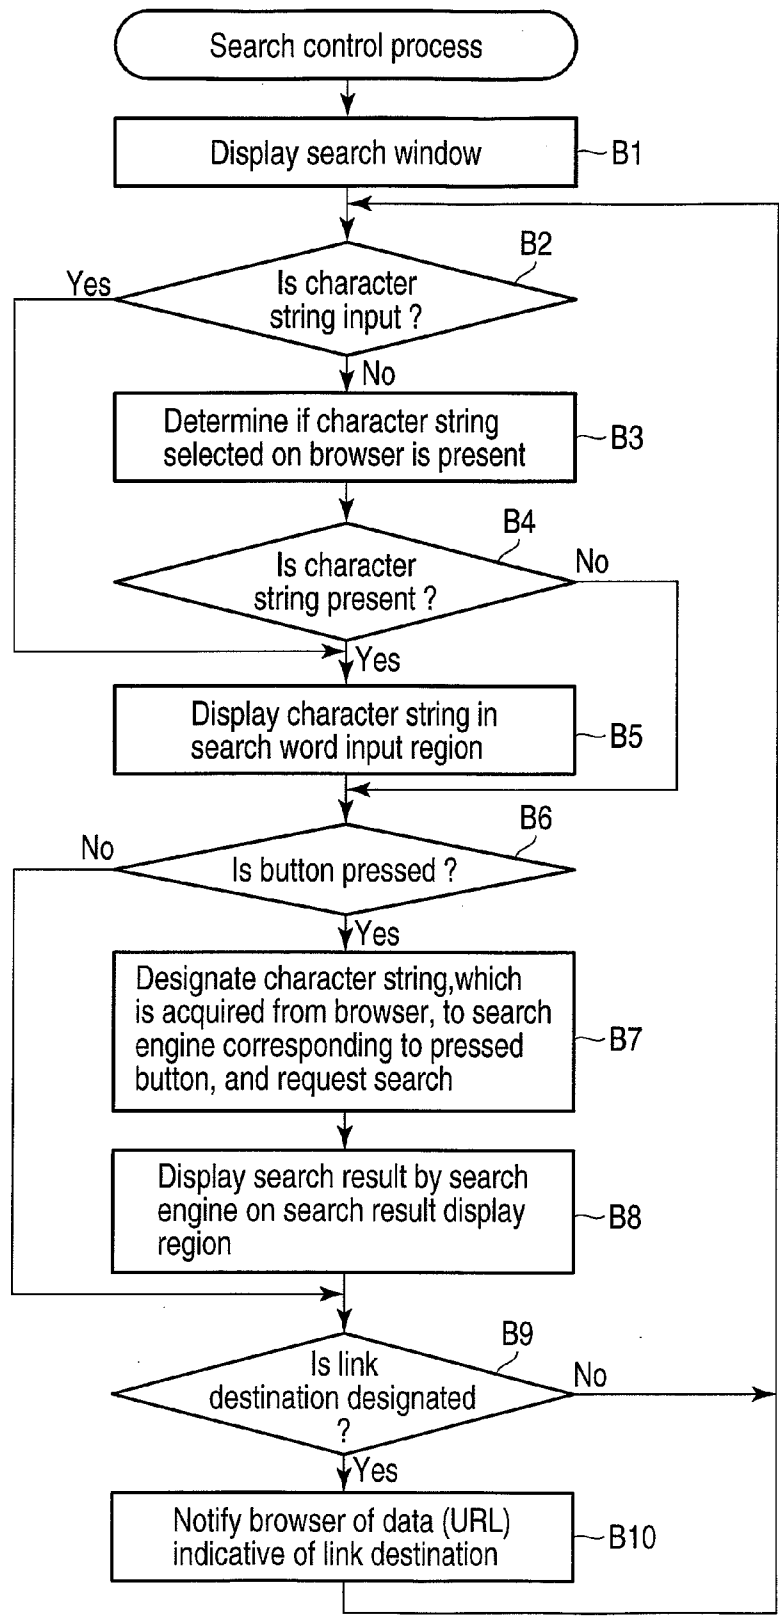 Search control process
Display search window
B1
B2
Yes
Is character
string input ?
No
Determine if character string
selected on browser is present
B3
B4
Is character
string present ?
No
Yes
Display character string in
search word input region
B5
B6
No
Is button pressed ?
Yes
Designate character string,which
is acquired from browser, to search
engine corresponding to pressed
button, and request search
B7
Display search result by search
engine on search result display
region
B8
B9
Is link
destination designated
?
No
Yes
Notify browser of data (URL)
indicative of link destination
B10